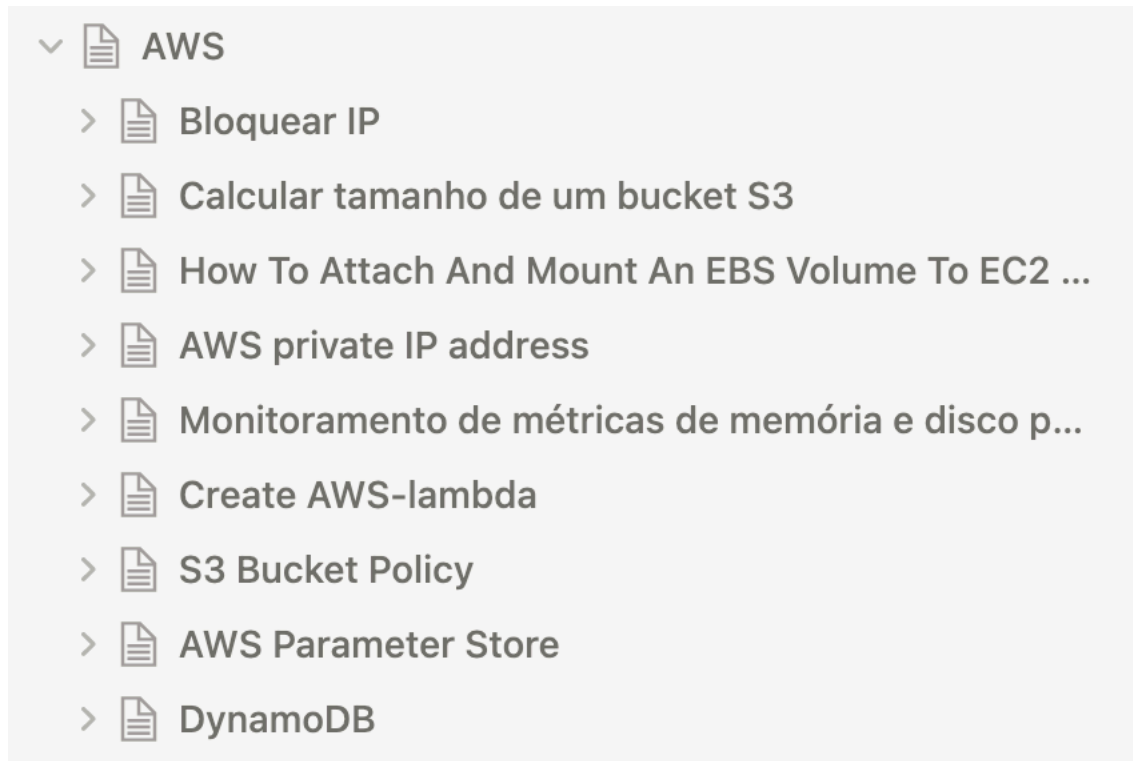 AWS
Bloquear IP
Calcular tamanho de um bucket S3
How To Attach And Mount An EBS Volume To EC2 ...
AWS private IP address
Monitoramento de métricas de memória e disco p...
Create AWS-lambda
S3 Bucket Policy
AWS Parameter Store
DynamoDB